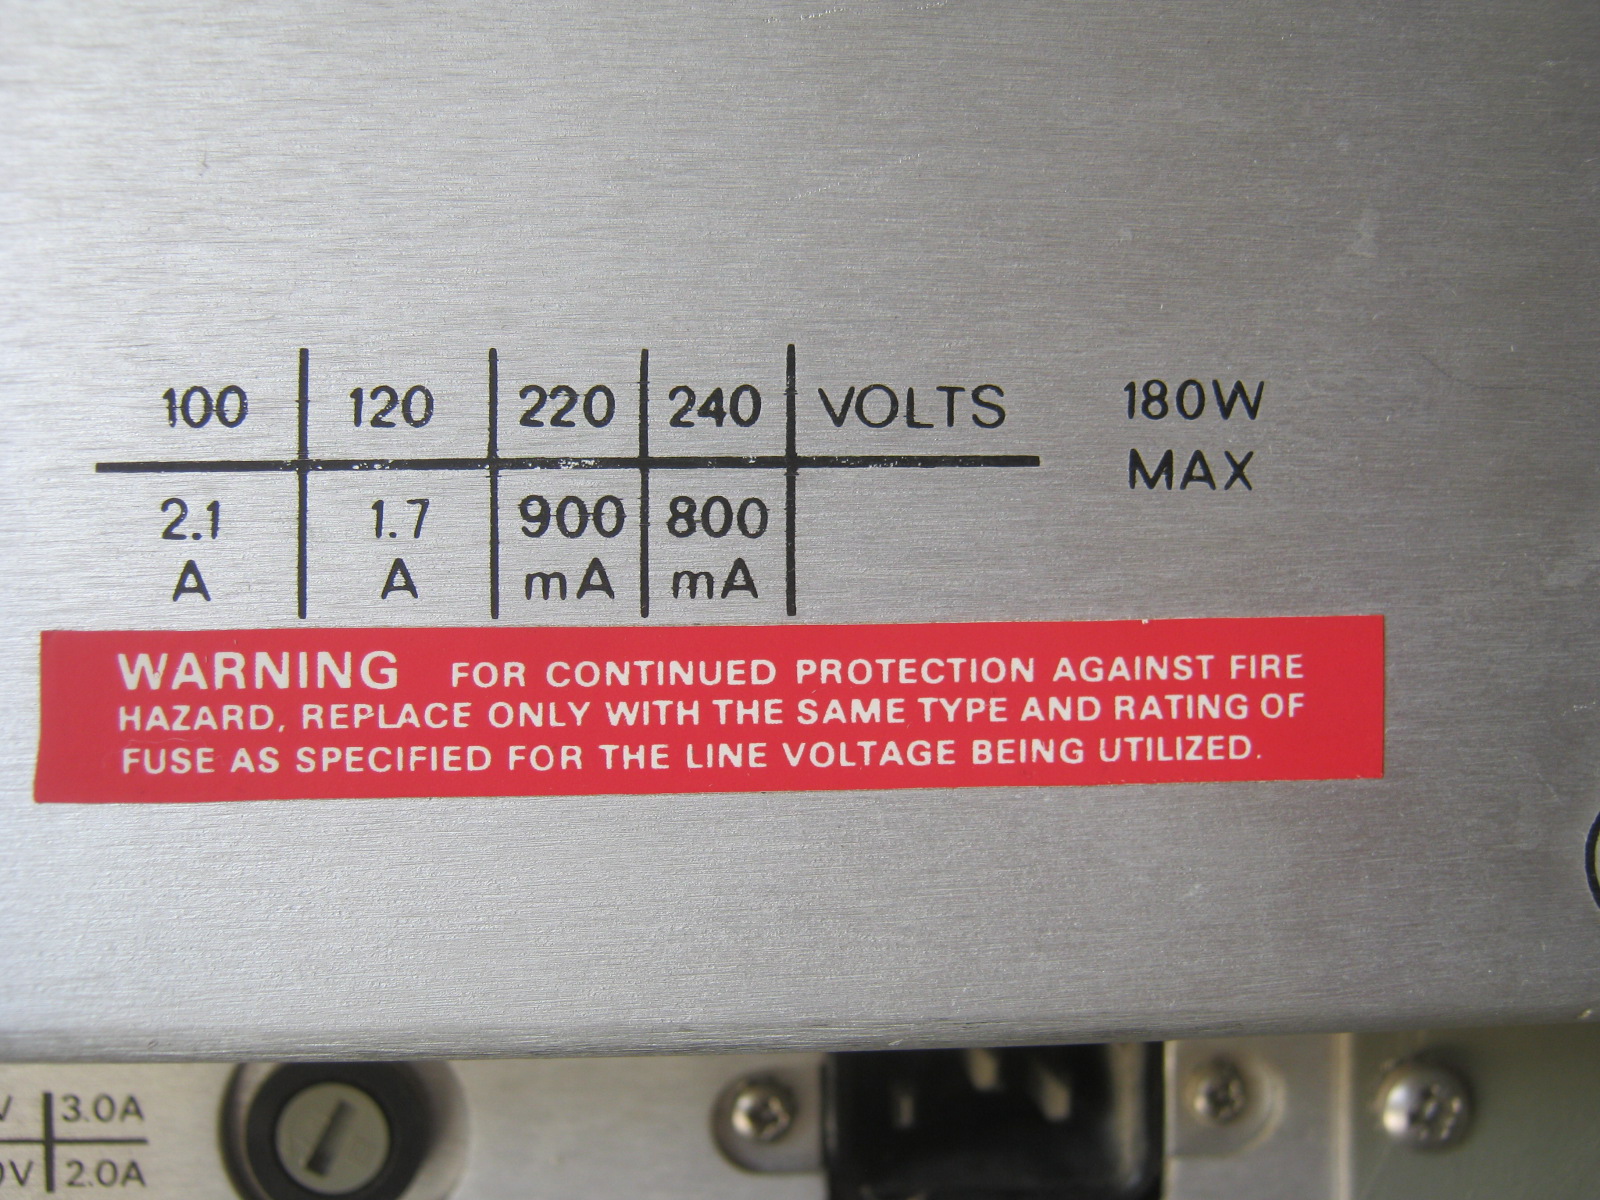 100 120 220 240 VOLTS 180W
MAX
2.1 1.7 900 800
A A mA mA
WARNING FOR CONTINUED PROTECTION AGAINST FIRE
HAZARD, REPLACE ONLY WITH THE SAME TYPE AND RATING OF
FUSE AS SPECIFIED FOR THE LINE VOLTAGE BEING UTILIZED.
V 3.0A
0V 2.0A